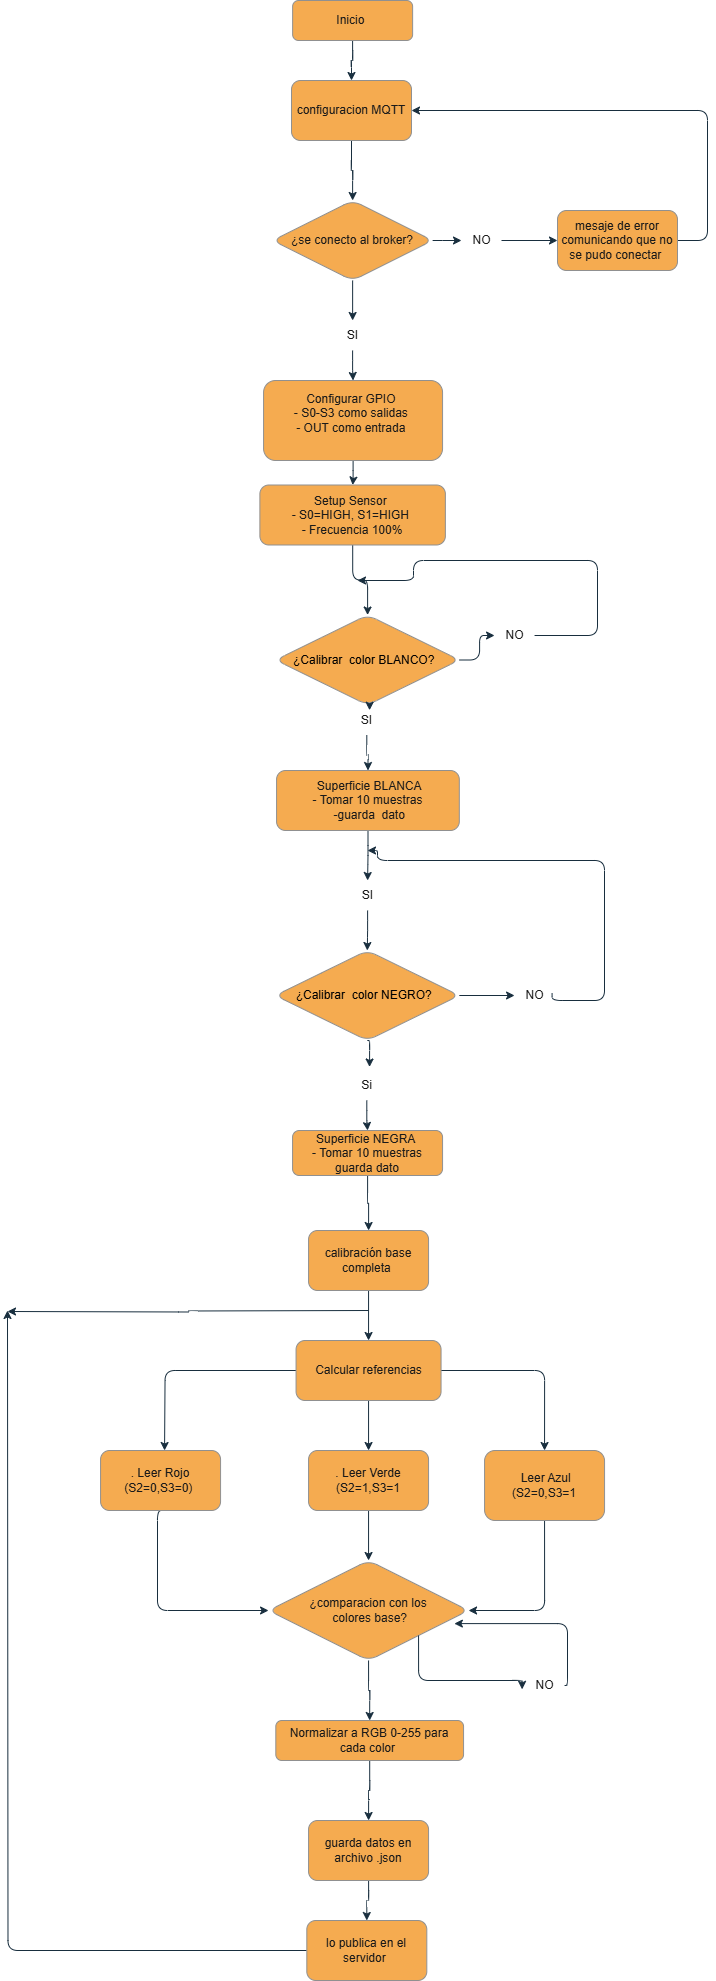 Inicio
configuracion MQTT
¿se conecto al broker?
NO
mesaje de error
comunicando que no
se pudo conectar
SI
Configurar GPIO
- S0-S3 como salidas
- OUT como entrada
Setup Sensor
- S0=HIGH, S1=HIGH
- Frecuencia 100%
¿Calibrar color BLANCO?
NO
SI
Superficie BLANCA
- Tomar 10 muestras
-guarda dato
SI
¿Calibrar color NEGRO?
NO
Si
Superficie NEGRA
- Tomar 10 muestras
guarda dato
calibración base
completa
Calcular referencias
. Leer Rojo
(S2=0,S3=0)
. Leer Verde
(S2=1,S3=1
Leer Azul
(S2=0,S3=1
¿comparacion con los
colores base?
NO
Normalizar a RGB 0-255 para
cada color
guarda datos en
archivo .json
lo publica en el
servidor